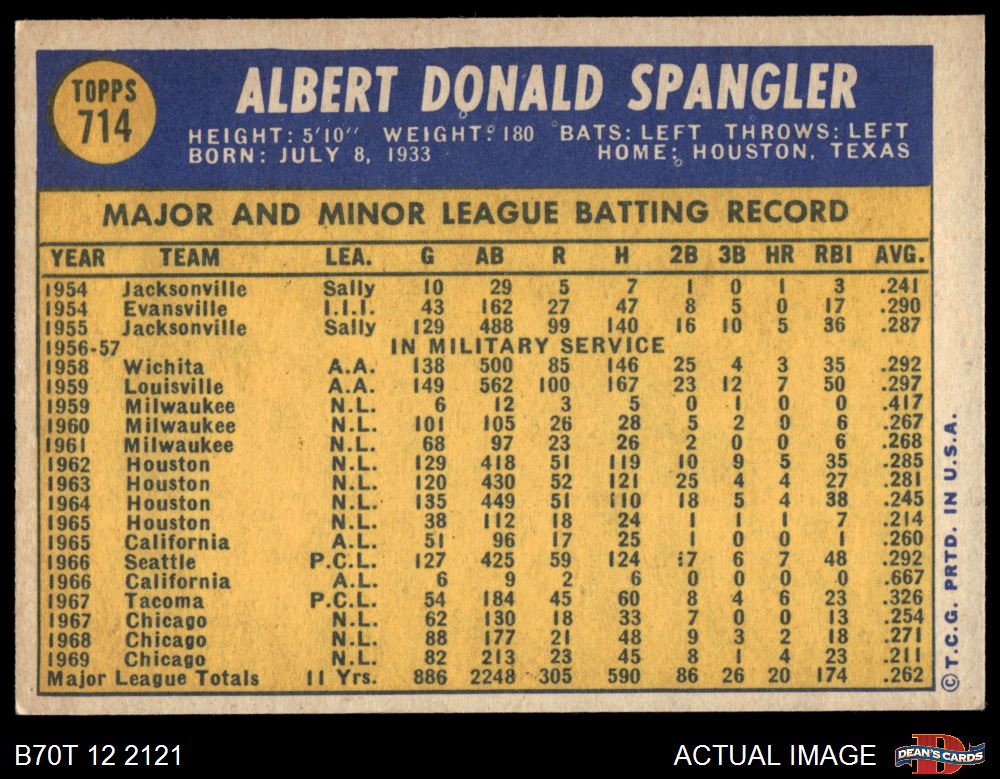 TOPPS
714
ALBERT DONALD SPANGLER
HEIGHT: 5'10" WEIGHT: 180 BATS: LEFT THROWS: LEFT
BORN: JULY 8, 1933 HOME: HOUSTON, TEXAS
MAJOR AND MINOR LEAGUE BATTING RECORD
YEAR TEAM LEA. G AB R H 2B 3B HR RBI AVG.
1954 Jacksonville Sally 10 29 5 7 1 0 1 3 .241
1954 Evansville I.I.I. 43 162 27 47 8 5 0 17 .290
1955 Jacksonville Sally 129 488 99 140 16 10 5 36 .287
1956-57 IN MILITARY SERVICE
1958 Wichita A.A. 138 500 85 146 25 4 3 35 .292
1959 Louisville A.A. 149 562 100 167 23 12 7 50 .297
1959 Milwaukee N.L. 6 12 3 5 0 1 0 0 .417
1960 Milwaukee N.L. 101 105 26 28 5 2 0 6 .267
1961 Milwaukee N.L. 68 97 23 26 2 0 0 6 .268
1962 Houston N.L. 129 418 51 119 10 9 5 35 .285
1963 Houston N.L. 120 430 52 121 25 4 4 27 .281
1964 Houston N.L. 135 449 51 110 18 5 4 38 .245
1965 Houston N.L. 38 112 18 24 1 1 1 7 .214
1965 California A.L. 51 96 17 25 1 0 0 1 .260
1966 Seattle P.C.L. 127 425 59 124 17 6 7 48 .292
1966 California A.L. 6 9 2 6 0 0 0 0 .667
1967 Tacoma P.C.L. 54 184 45 60 8 4 6 23 .326
1967 Chicago N.L. 62 130 18 33 7 0 0 13 .254
1968 Chicago N.L. 88 177 21 48 9 3 2 18 .271
1969 Chicago N.L. 82 213 23 45 8 1 4 23 .211
Major League Totals 11 Yrs. 886 2248 305 590 86 26 20 174 .262
©T.C.G. PRTD. IN U.S.A.
B70T 12 2121 ACTUAL IMAGE
DEAN'S CARDS